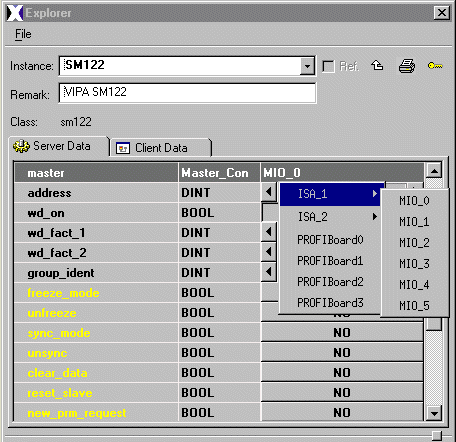 Explorer
File
Instance: SM122 Ref.
Remark: VIPA SM122
Class: sm122
Server Data Client Data
master Master_Con MIO_0
address DINT
wd_on BOOL
wd_fact_1 DINT
wd_fact_2 DINT
group_ident DINT
freeze_mode BOOL
unfreeze BOOL NO
sync_mode BOOL NO
unsync BOOL NO
clear_data BOOL NO
reset_slave BOOL NO
new_prm_request BOOL NO
ISA_1
ISA_2
PROFIBoard0
PROFIBoard1
PROFIBoard2
PROFIBoard3
MIO_0
MIO_1
MIO_2
MIO_3
MIO_4
MIO_5